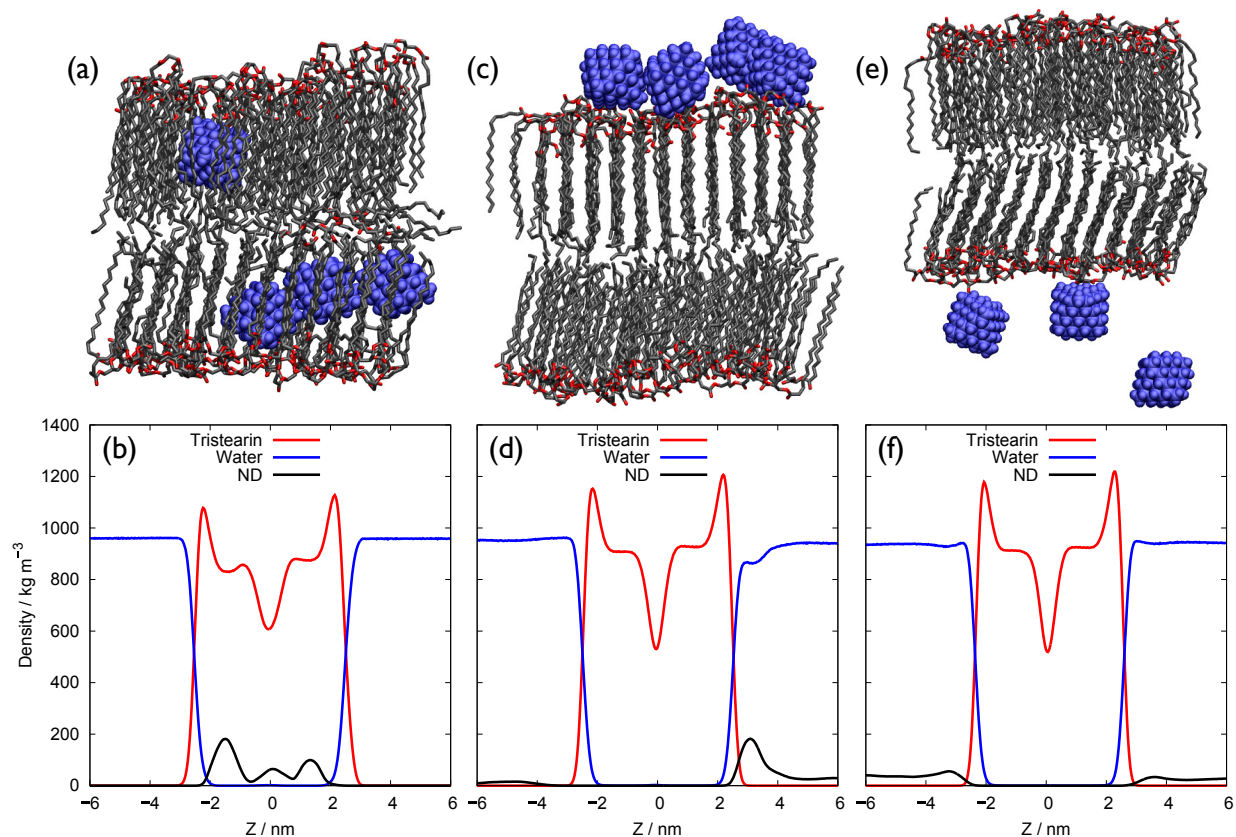 (a)
(c)
(e)
(b)
Tristearin
Water
ND
(d)
Tristearin
Water
ND
(f)
Tristearin
Water
ND
Density / kg m⁻³
1400
1200
1000
800
600
400
200
0
−6 −4 −2 0 2 4 6
−6 −4 −2 0 2 4 6
−6 −4 −2 0 2 4 6
Z / nm
Z / nm
Z / nm